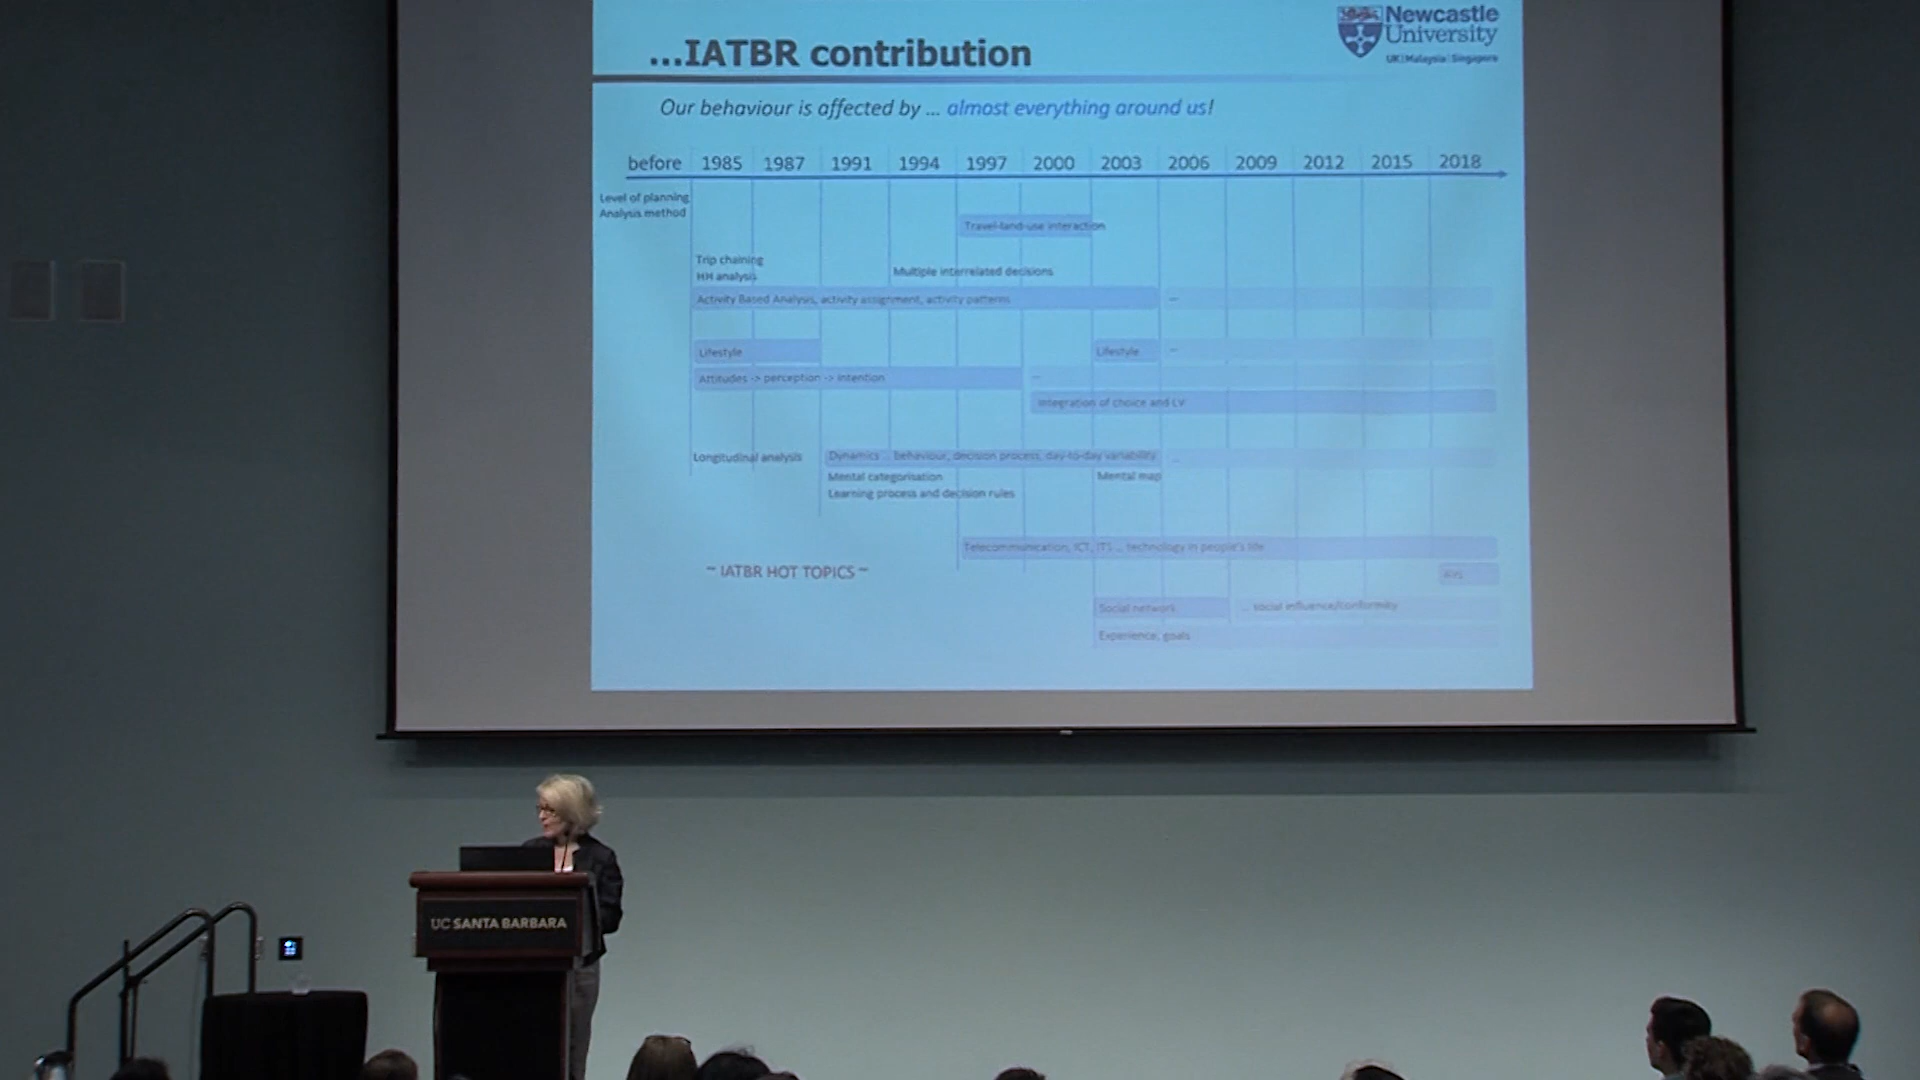 ...IATBR contribution
Newcastle
University
UK | Malaysia | Singapore
Our behaviour is affected by ... almost everything around us!
before 1985 1987 1991 1994 1997 2000 2003 2006 2009 2012 2015 2018
Level of planning
Analysis method
Travel-land-use interaction
Trip chaining
HH analysis
Multiple interrelated decisions
Activity Based Analysis, activity assignment, activity patterns ...
Lifestyle
Lifestyle ...
Attitudes -> perception -> intention ...
Integration of choice and LV
Longitudinal analysis
Dynamics ... behaviour, decision process, day-to-day variability ...
Mental categorisation
Mental map
Learning process and decision rules
Telecommunication, ICT, ITS ... technology in people's life
~ IATBR HOT TOPICS ~
Social network
... social influence/conformity
Experience, goals
UC SANTA BARBARA